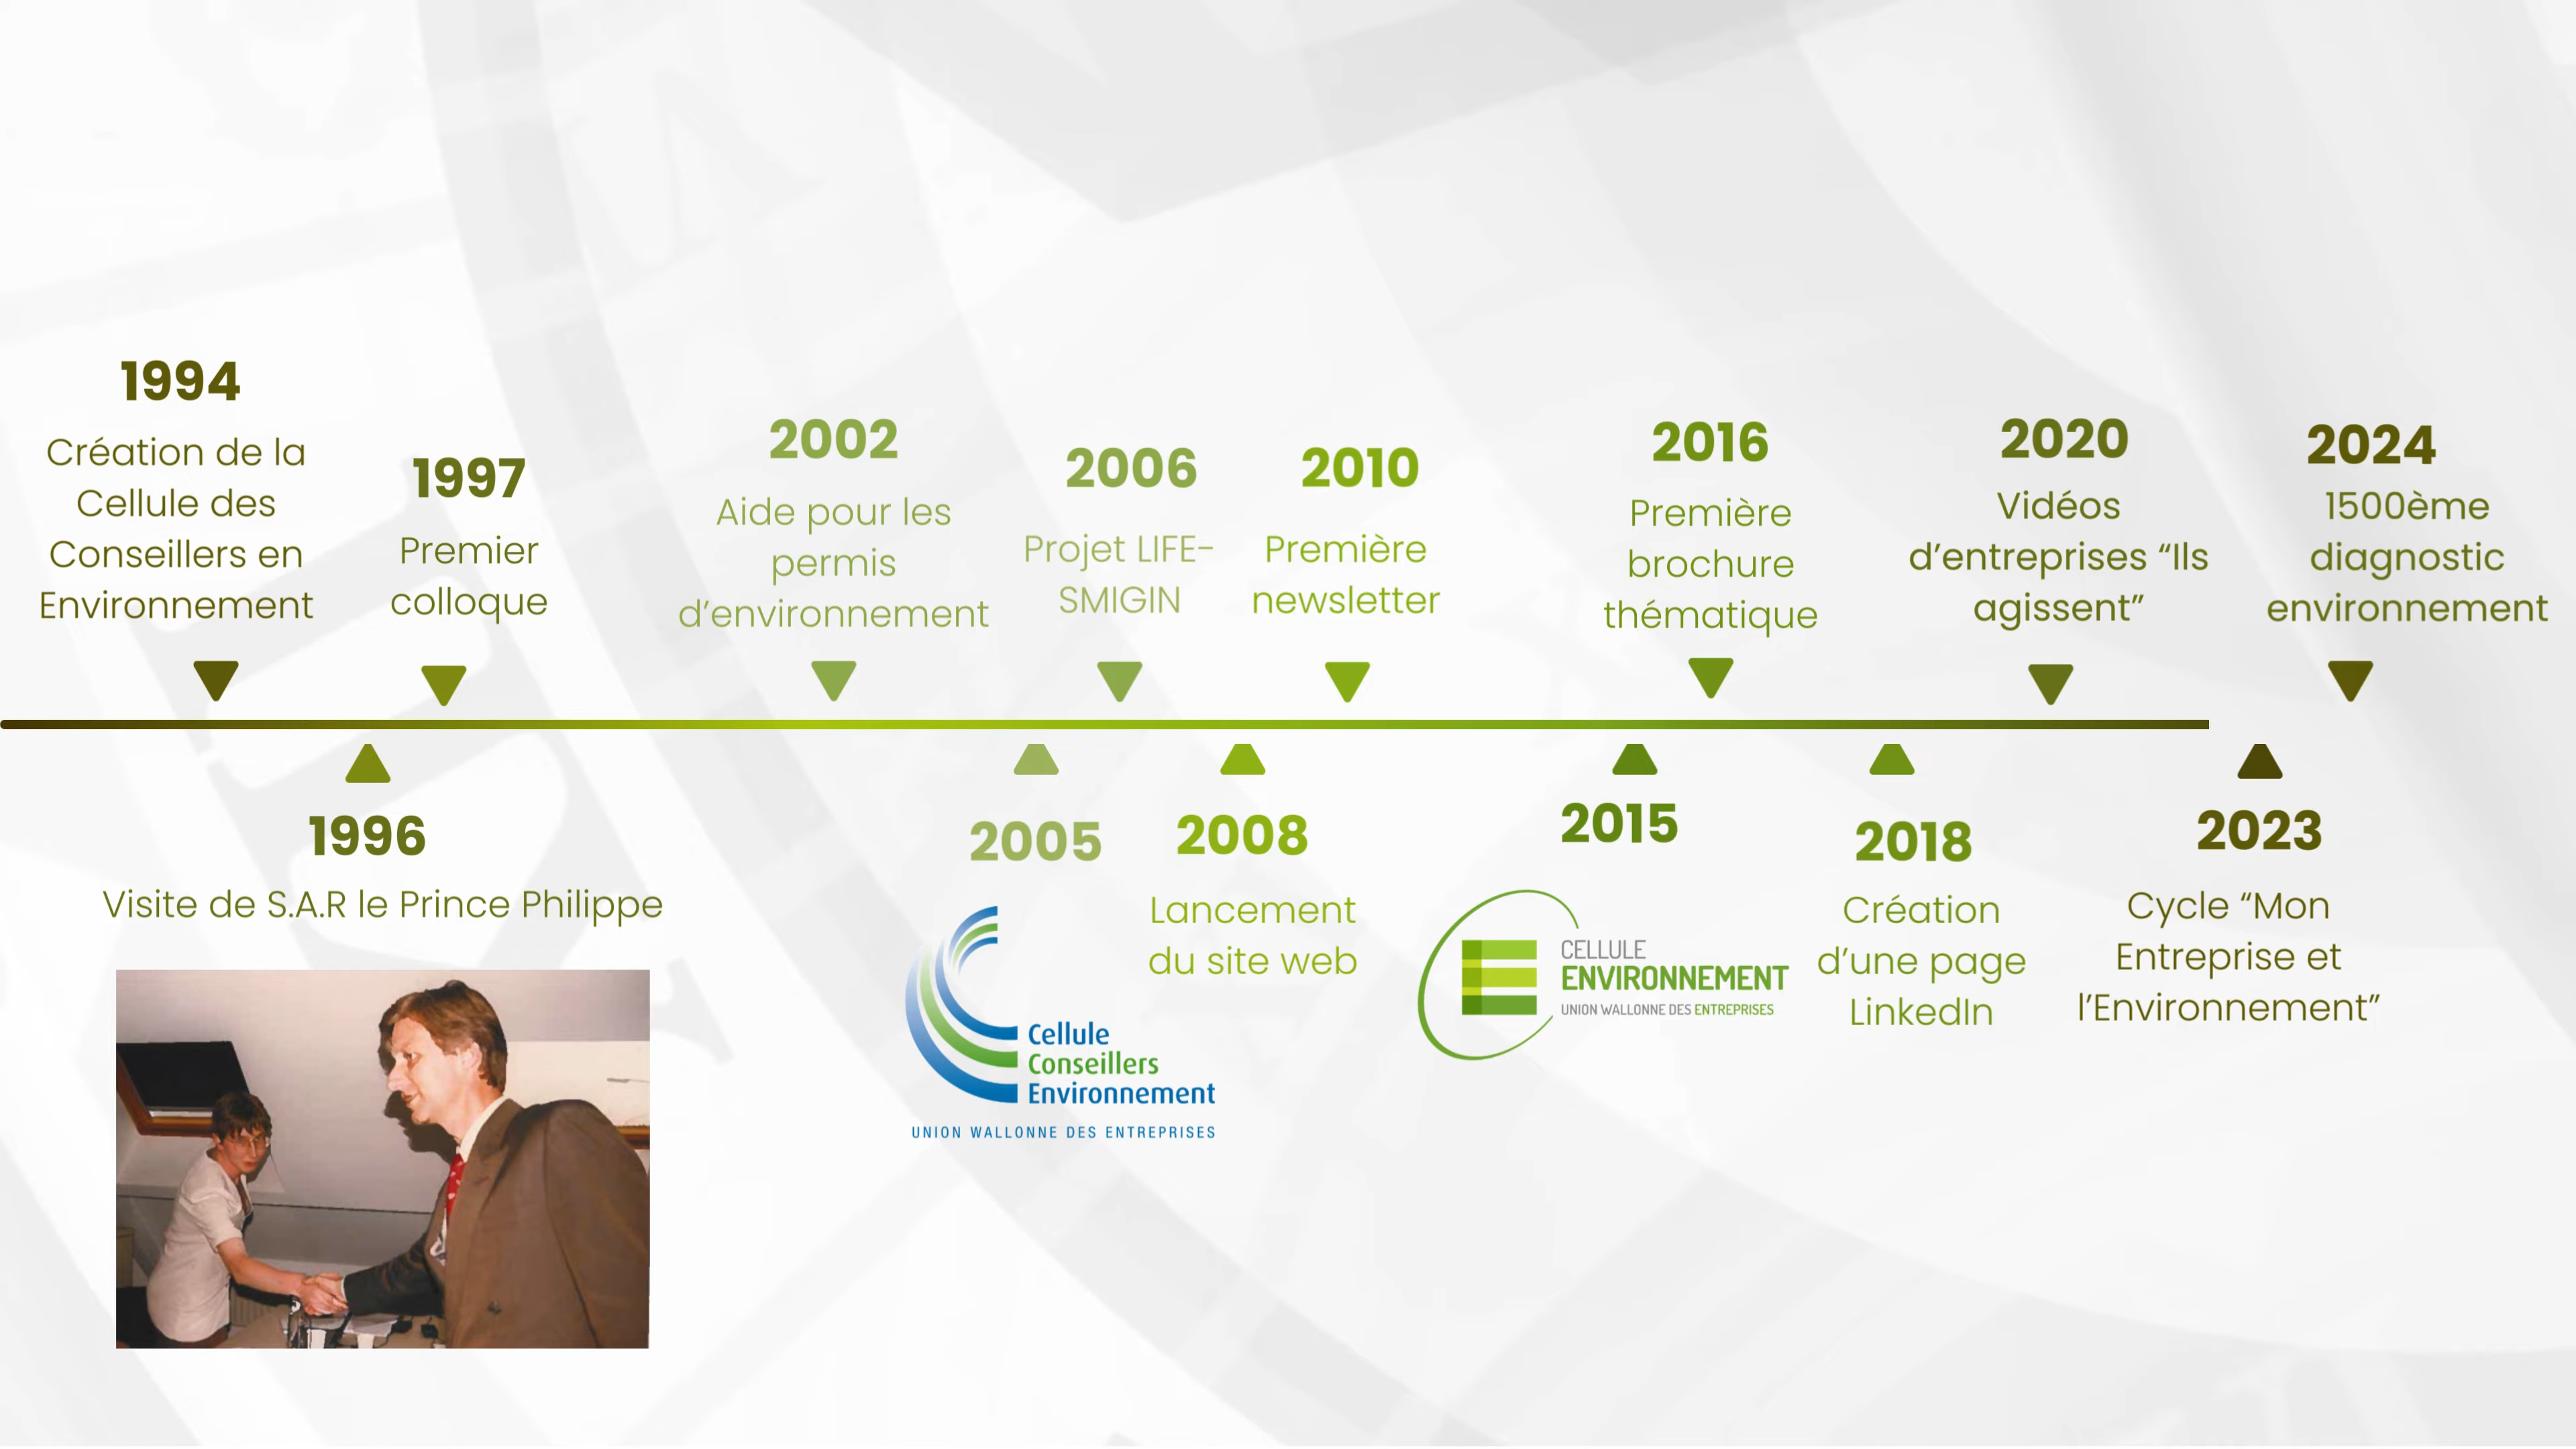 1994
Création de la
Cellule des
Conseillers en
Environnement
1997
Premier
colloque
2002
Aide pour les
permis
d’environnement
2006
Projet LIFE-
SMIGIN
2010
Première
newsletter
2016
Première
brochure
thématique
2020
Vidéos
d’entreprises “Ils
agissent”
2024
1500ème
diagnostic
environnement
1996
Visite de S.A.R le Prince Philippe
2005
Cellule
Conseillers
Environnement
UNION WALLONNE DES ENTREPRISES
2008
Lancement
du site web
2015
CELLULE
ENVIRONNEMENT
UNION WALLONNE DES ENTREPRISES
2018
Création
d’une page
LinkedIn
2023
Cycle “Mon
Entreprise et
l’Environnement”